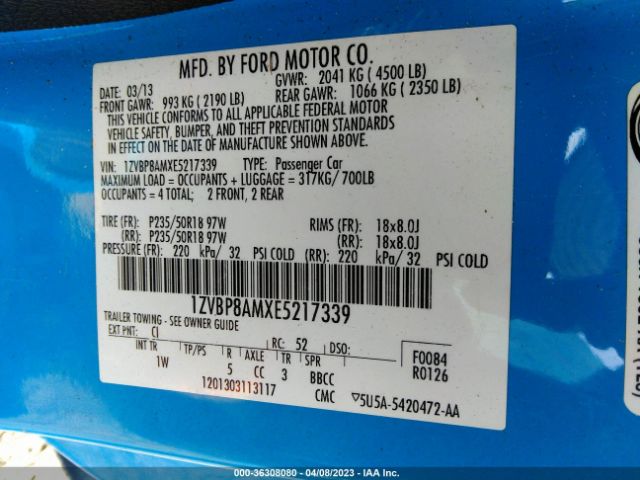 MFD. BY FORD MOTOR CO.
DATE: 03/13 GVWR: 2041 KG ( 4500 LB)
FRONT GAWR: 993 KG ( 2190 LB) REAR GAWR: 1066 KG ( 2350 LB)
THIS VEHICLE CONFORMS TO ALL APPLICABLE FEDERAL MOTOR
VEHICLE SAFETY, BUMPER, AND THEFT PREVENTION STANDARDS
IN EFFECT ON THE DATE OF MANUFACTURE SHOWN ABOVE.
VIN: 1ZVBP8AMXE5217339 TYPE: Passenger Car
MAXIMUM LOAD = OCCUPANTS + LUGGAGE = 317KG/ 700LB
OCCUPANTS = 4 TOTAL; 2 FRONT, 2 REAR
TIRE (FR): P235/50R18 97W RIMS (FR): 18x8.0J
(RR): P235/50R18 97W (RR): 18x8.0J
PRESSURE (FR): 220 kPa/ 32 PSI COLD (RR): 220 kPa/ 32 PSI COLD
1ZVBP8AMXE5217339
TRAILER TOWING - SEE OWNER GUIDE
EXT PNT: CI RC: 52 DSO: F0084
INT TR TP/PS R AXLE TR SPR R0126
1W 5 CC 3 BBCC
1201303113117 CMC ▽5U5A-5420472-AA
000-36308080 - 04/08/2023 - IAA Inc.